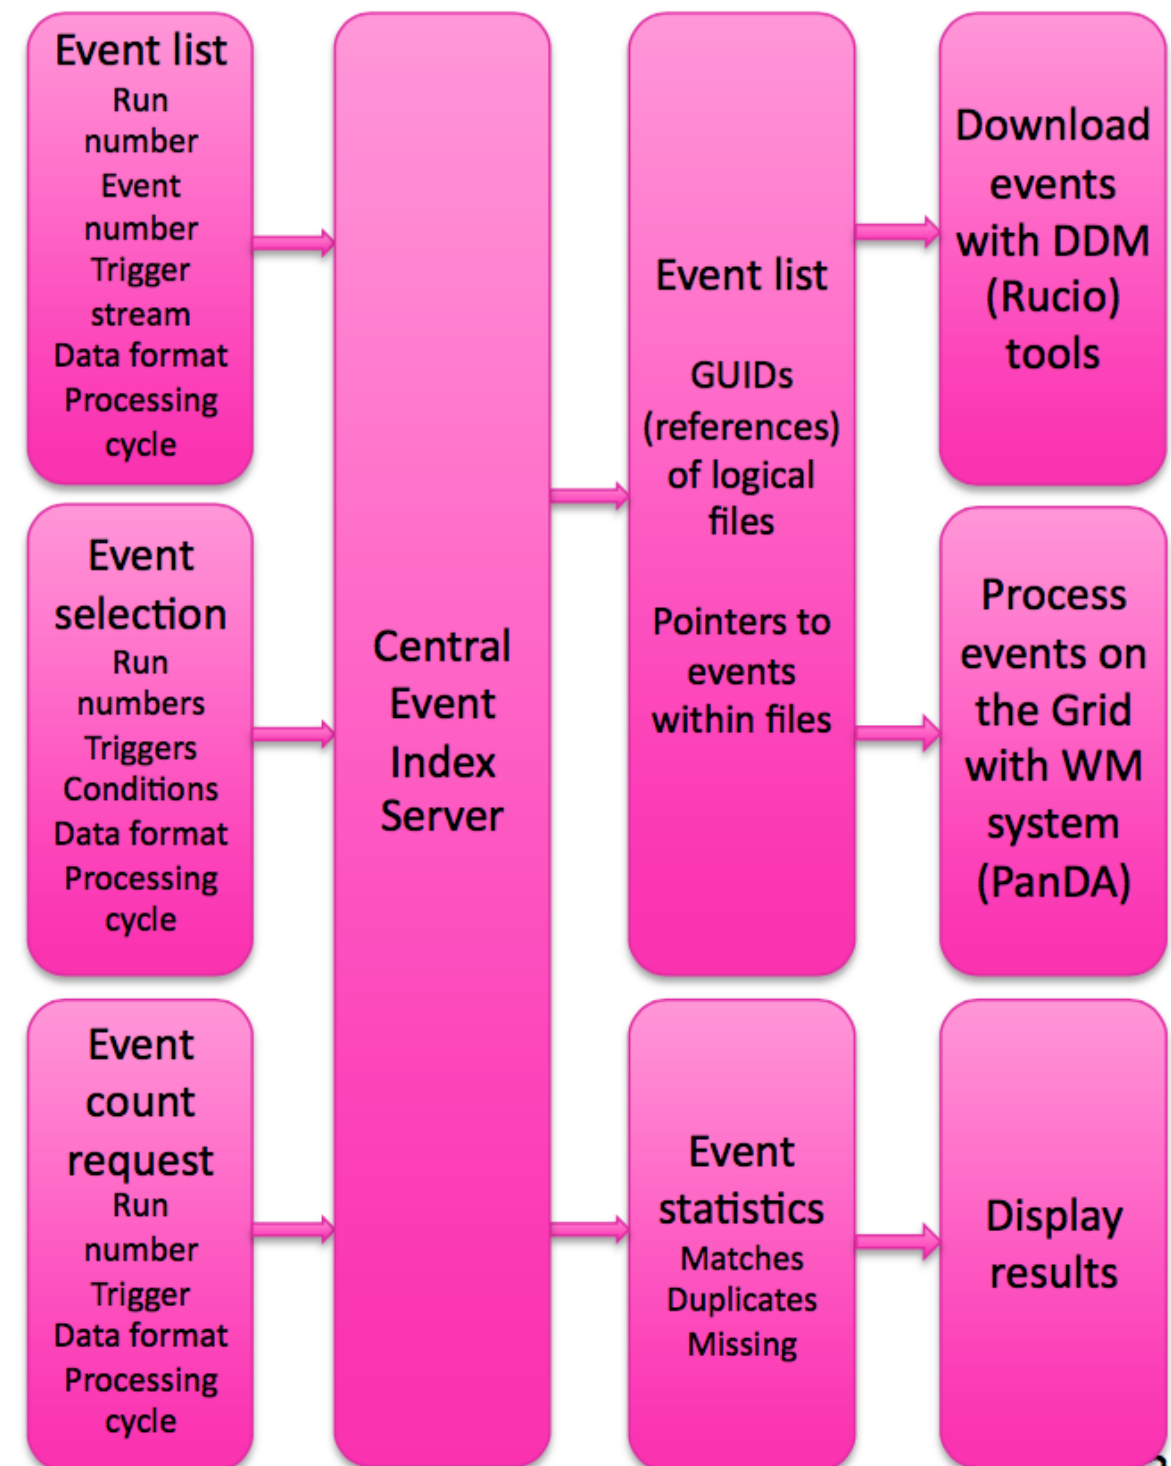 Event list
Run
number
Event
number
Trigger
stream
Data format
Processing
cycle
Event
selection
Run
numbers
Triggers
Conditions
Data format
Processing
cycle
Event
count
request
Run
number
Trigger
Data format
Processing
cycle
Central
Event
Index
Server
Event list
GUIDs
(references)
of logical
files
Pointers to
events
within files
Event
statistics
Matches
Duplicates
Missing
Download
events
with DDM
(Rucio)
tools
Process
events on
the Grid
with WM
system
(PanDA)
Display
results